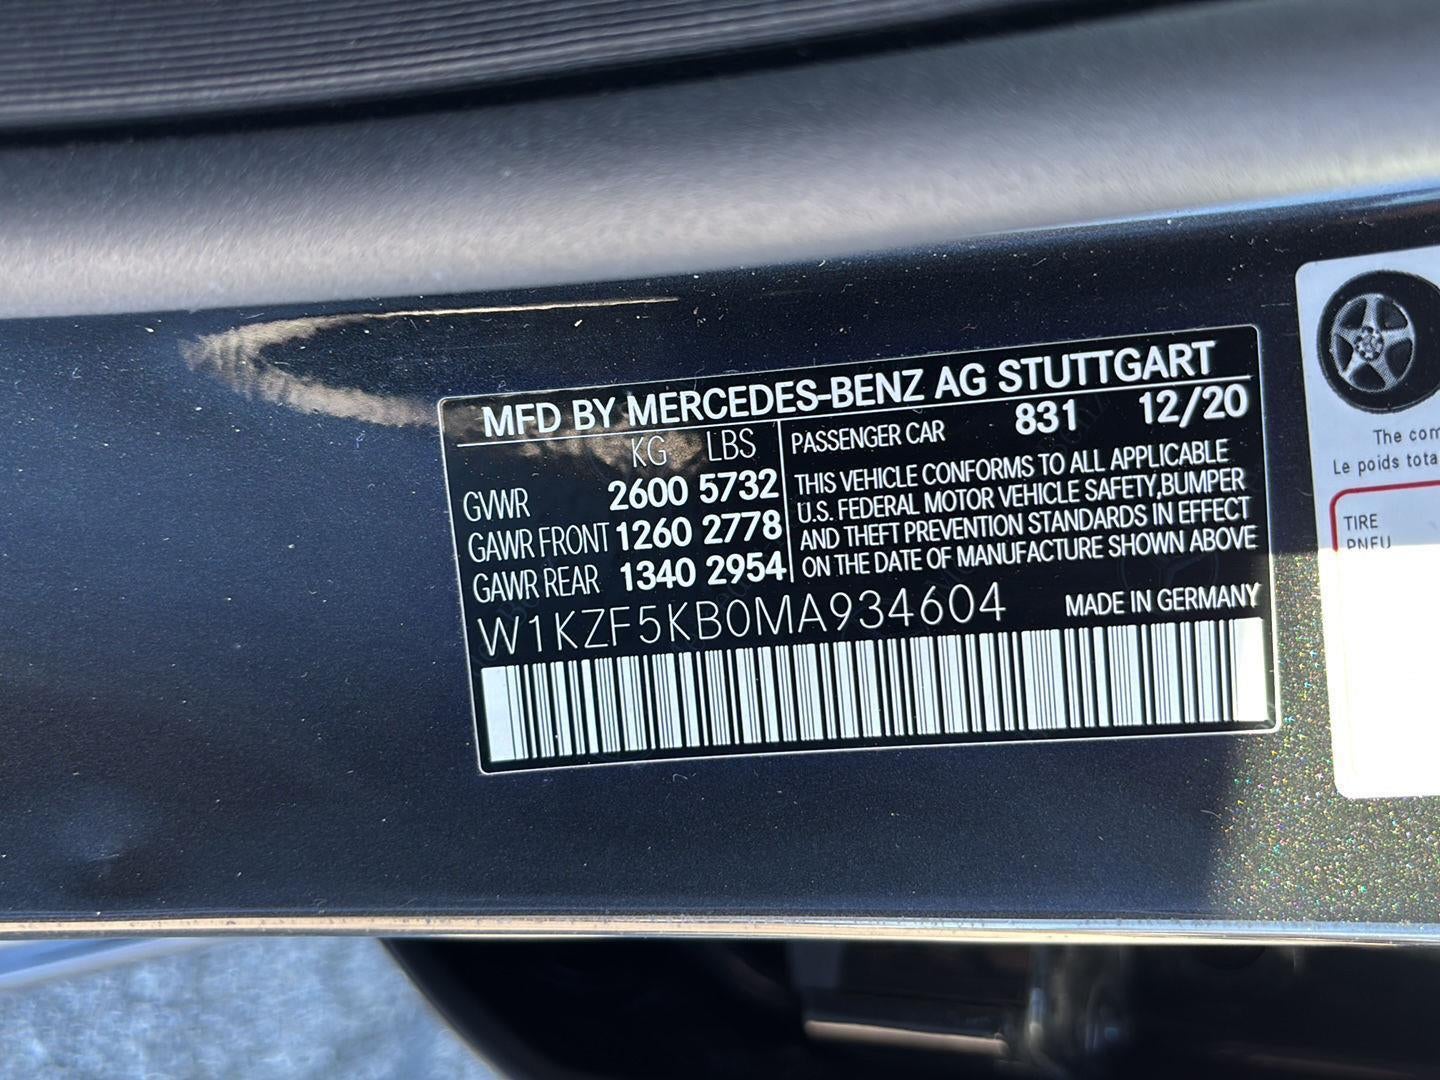 MFD BY MERCEDES-BENZ AG STUTTGART
KG LBS
GVWR 2600 5732
GAWR FRONT 1260 2778
GAWR REAR 1340 2954
PASSENGER CAR 831 12/20
THIS VEHICLE CONFORMS TO ALL APPLICABLE
U.S. FEDERAL MOTOR VEHICLE SAFETY,BUMPER
AND THEFT PREVENTION STANDARDS IN EFFECT
ON THE DATE OF MANUFACTURE SHOWN ABOVE
W1KZF5KB0MA934604 MADE IN GERMANY
The com
Le poids tota
TIRE
PNEU